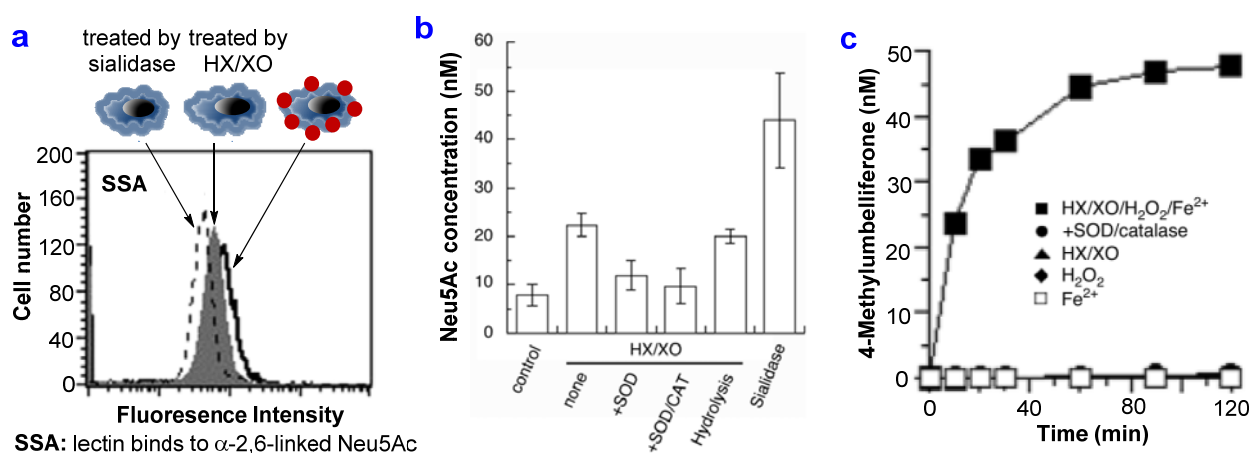 a
treated by
sialidase
treated by
HX/XO
200
160
120
80
40
0
SSA
Cell number
Fluoresence Intensity
SSA: lectin binds to α-2,6-linked Neu5Ac
b
Neu5Ac concentration (nM)
60
50
40
30
20
10
0
HX/XO
control
none
+SOD
+SOD/CAT
Hydrolysis
Sialidase
c
4-Methylumbelliferone (nM)
50
40
20
10
0
HX/XO/H₂O₂/Fe²⁺
+SOD/catalase
HX/XO
H₂O₂
Fe²⁺
0
40
80
120
Time (min)